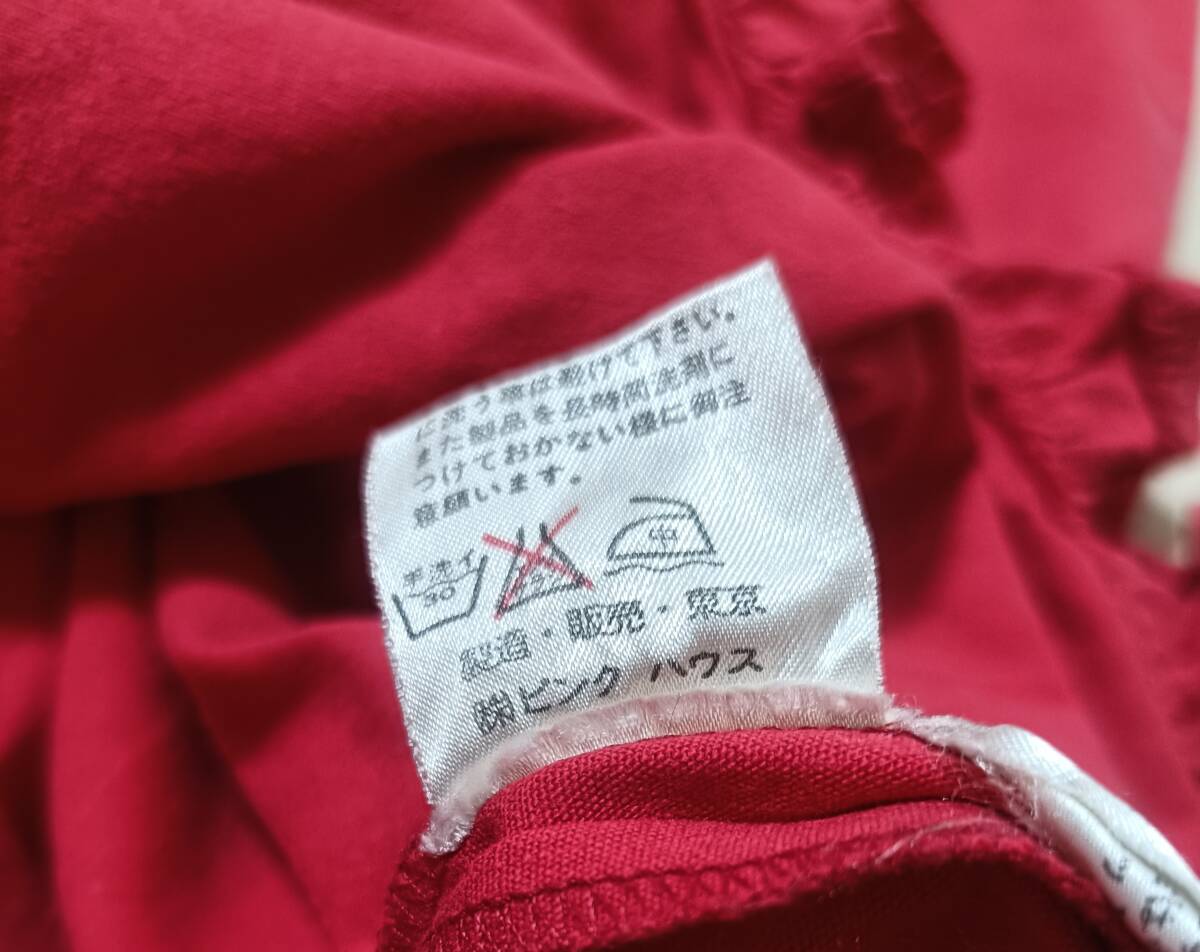 に洗う際は避けて下さい。
また製品を長時間洗剤に
つけておかない様に御注
意願います。
手ホイ
30
中
製造・販売・東京
㈱ピンク ハウス